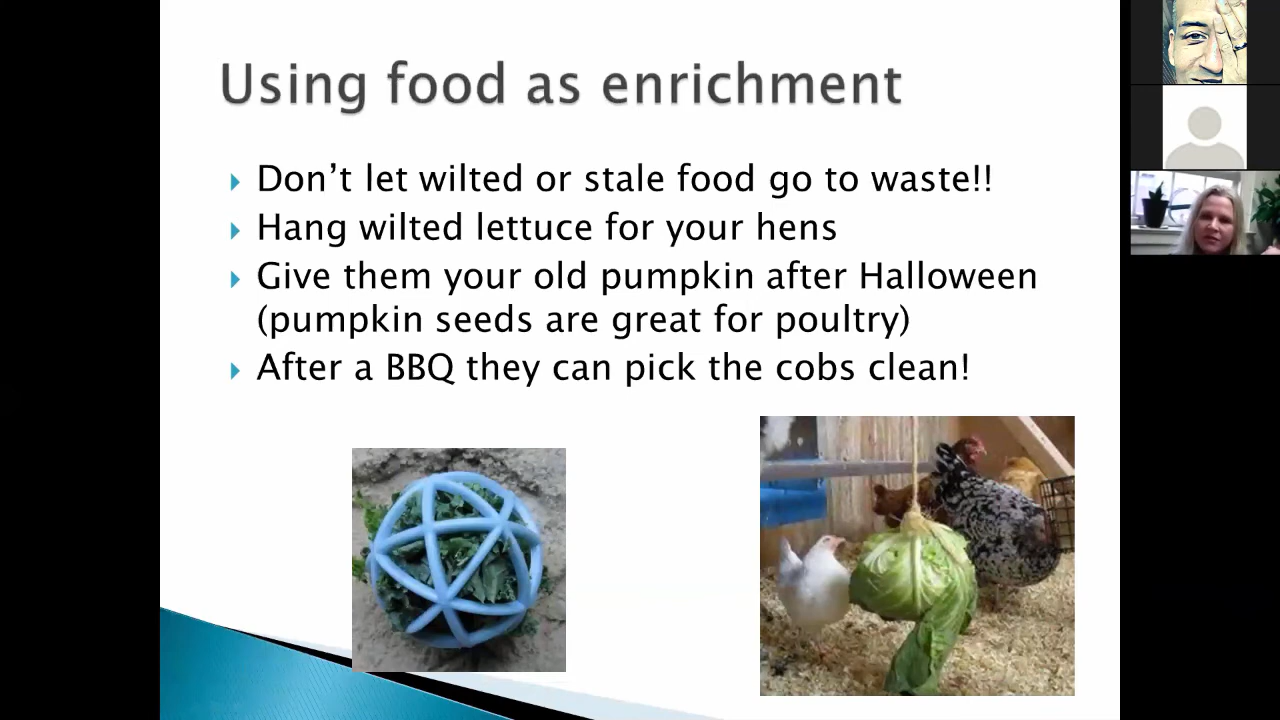 Using food as enrichment
Don't let wilted or stale food go to waste!!
Hang wilted lettuce for your hens
Give them your old pumpkin after Halloween
(pumpkin seeds are great for poultry)
After a BBQ they can pick the cobs clean!